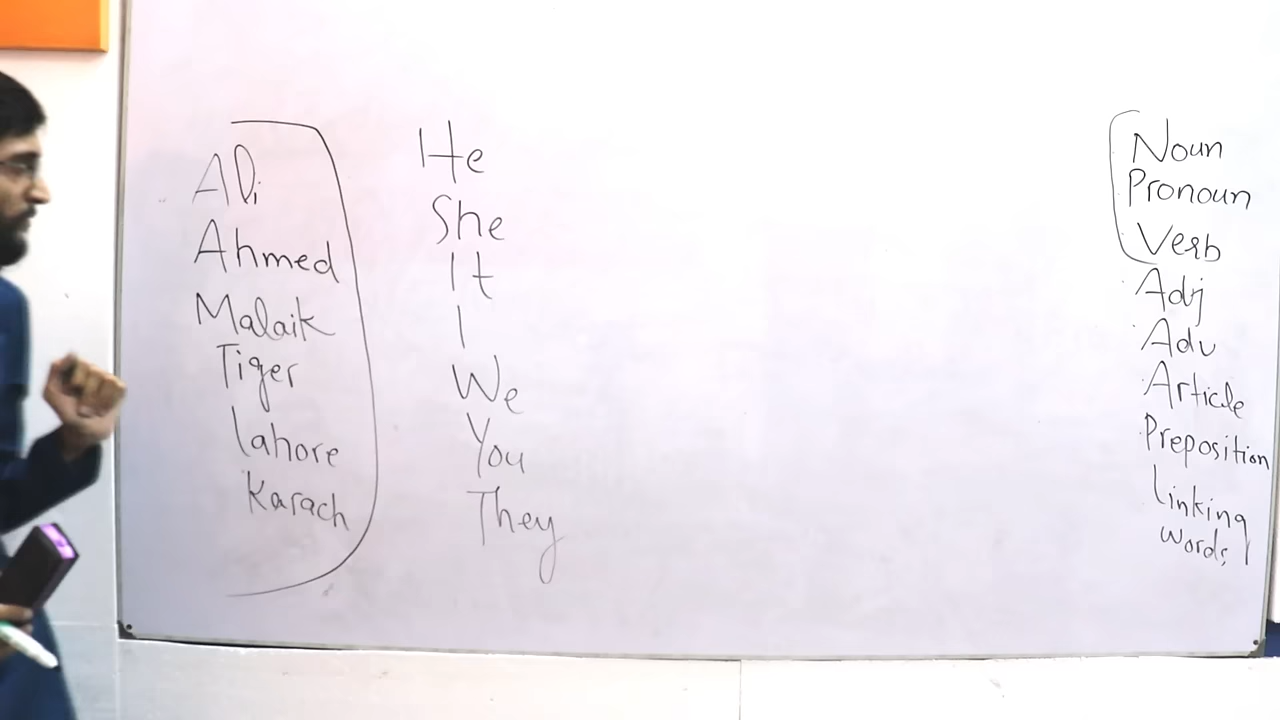 Ali
Ahmed
Malaik
Tiger
Lahore
Karach
He
She
It
I
We
You
They
Noun
Pronoun
Verb
Adj
Adv
Article
Preposition
Linking
words